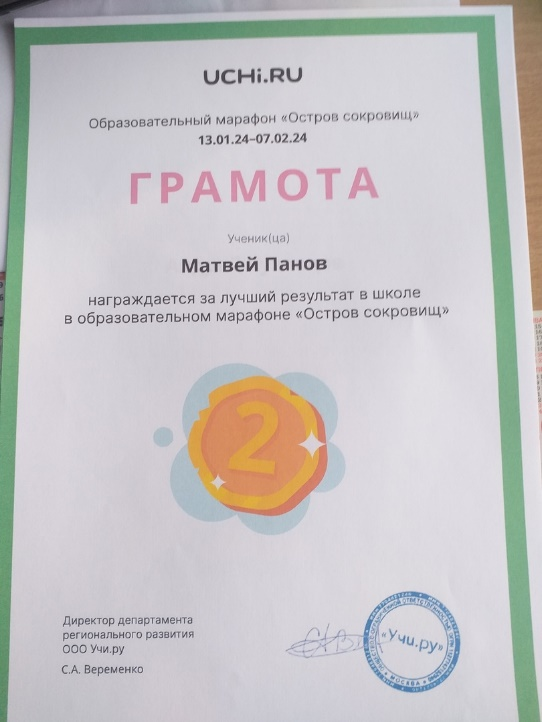 UCHi.RU
Образовательный марафон «Остров сокровищ»
13.01.24–07.02.24
ГРАМОТА
Ученик(ца)
Матвей Панов
награждается за лучший результат в школе
в образовательном марафоне «Остров сокровищ»
2
Директор департамента
регионального развития
ООО Учи.ру
С.А. Веременко
«Учи.ру»
МОСКВА